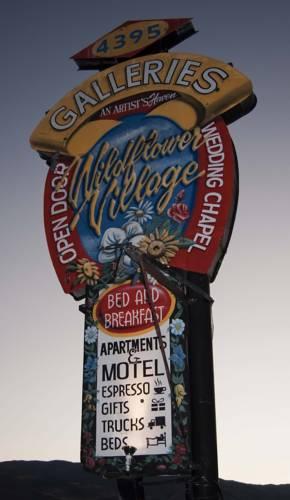 4395
GALLERIES
AN ARTIST'S Haven
Wildflower
Village
OPEN DOOR
WEDDING CHAPEL
BED AND
BREAKFAST
APARTMENTS
&
MOTEL
ESPRESSO
GIFTS
TRUCKS
BEDS